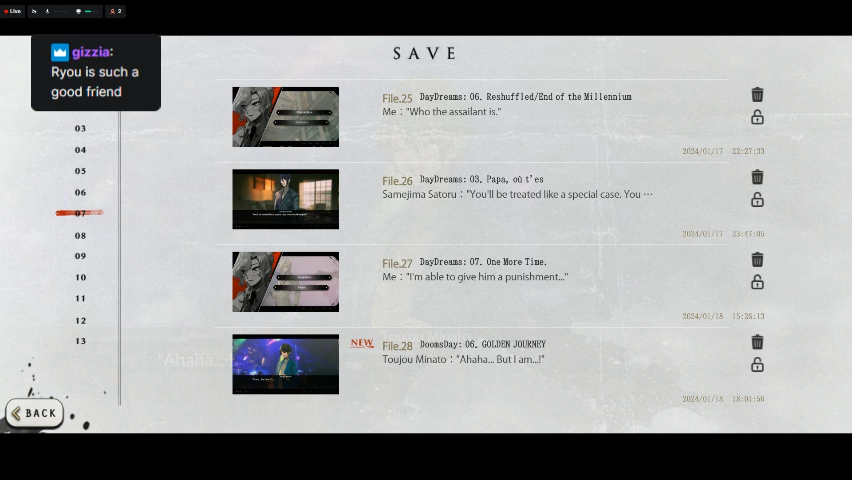 Live
2
SAVE
gizzia:
Ryou is such a
good friend
03
04
05
06
07
08
09
10
11
12
13
File.25 DayDreams: 06. Reshuffled/End of the Millennium
Me : "Who the assailant is."
2024/01/17 22:27:33
File.26 DayDreams: 03. Papa, où t'es
Samejima Satoru : "You'll be treated like a special case. You ···
2024/01/17 23:47:05
File.27 DayDreams: 07. One More Time.
Me : "I'm able to give him a punishment..."
2024/01/18 15:26:13
NEW File.28 DoomsDay: 06. GOLDEN JOURNEY
Toujou Minato : "Ahaha... But I am...!"
2024/01/18 18:01:56
"Ahaha...
BACK